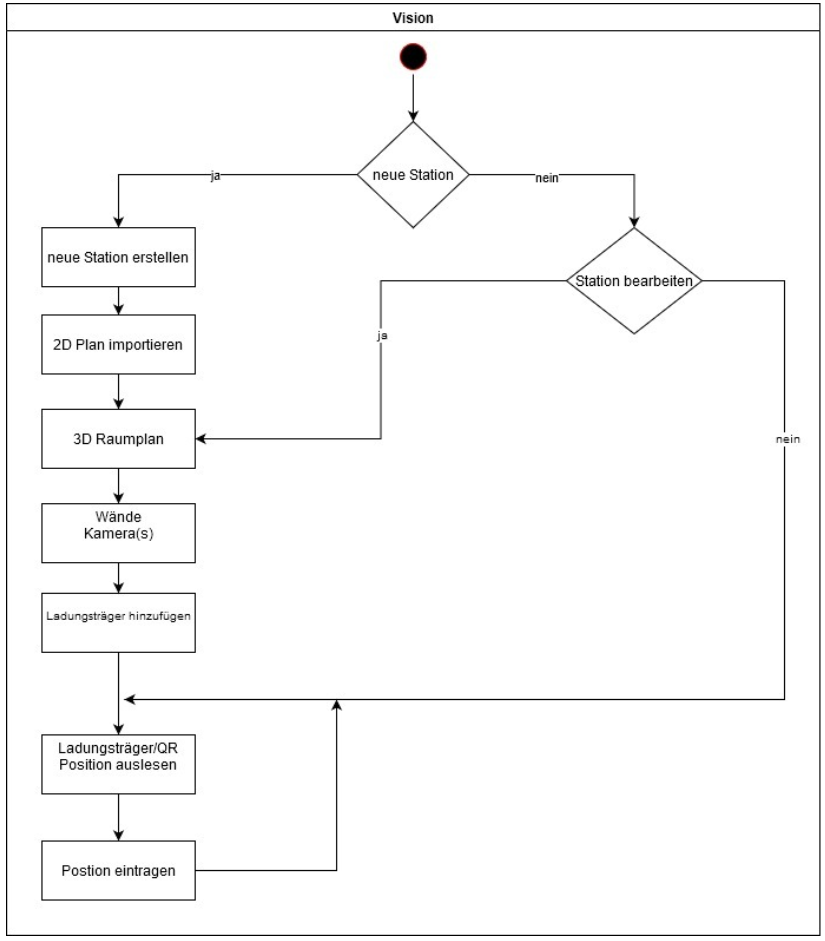 Vision
neue Station
ja
nein
neue Station erstellen
Station bearbeiten
2D Plan importieren
ja
3D Raumplan
nein
Wände
Kamera(s)
Ladungsträger hinzufügen
Ladungsträger/QR
Position auslesen
Postion eintragen